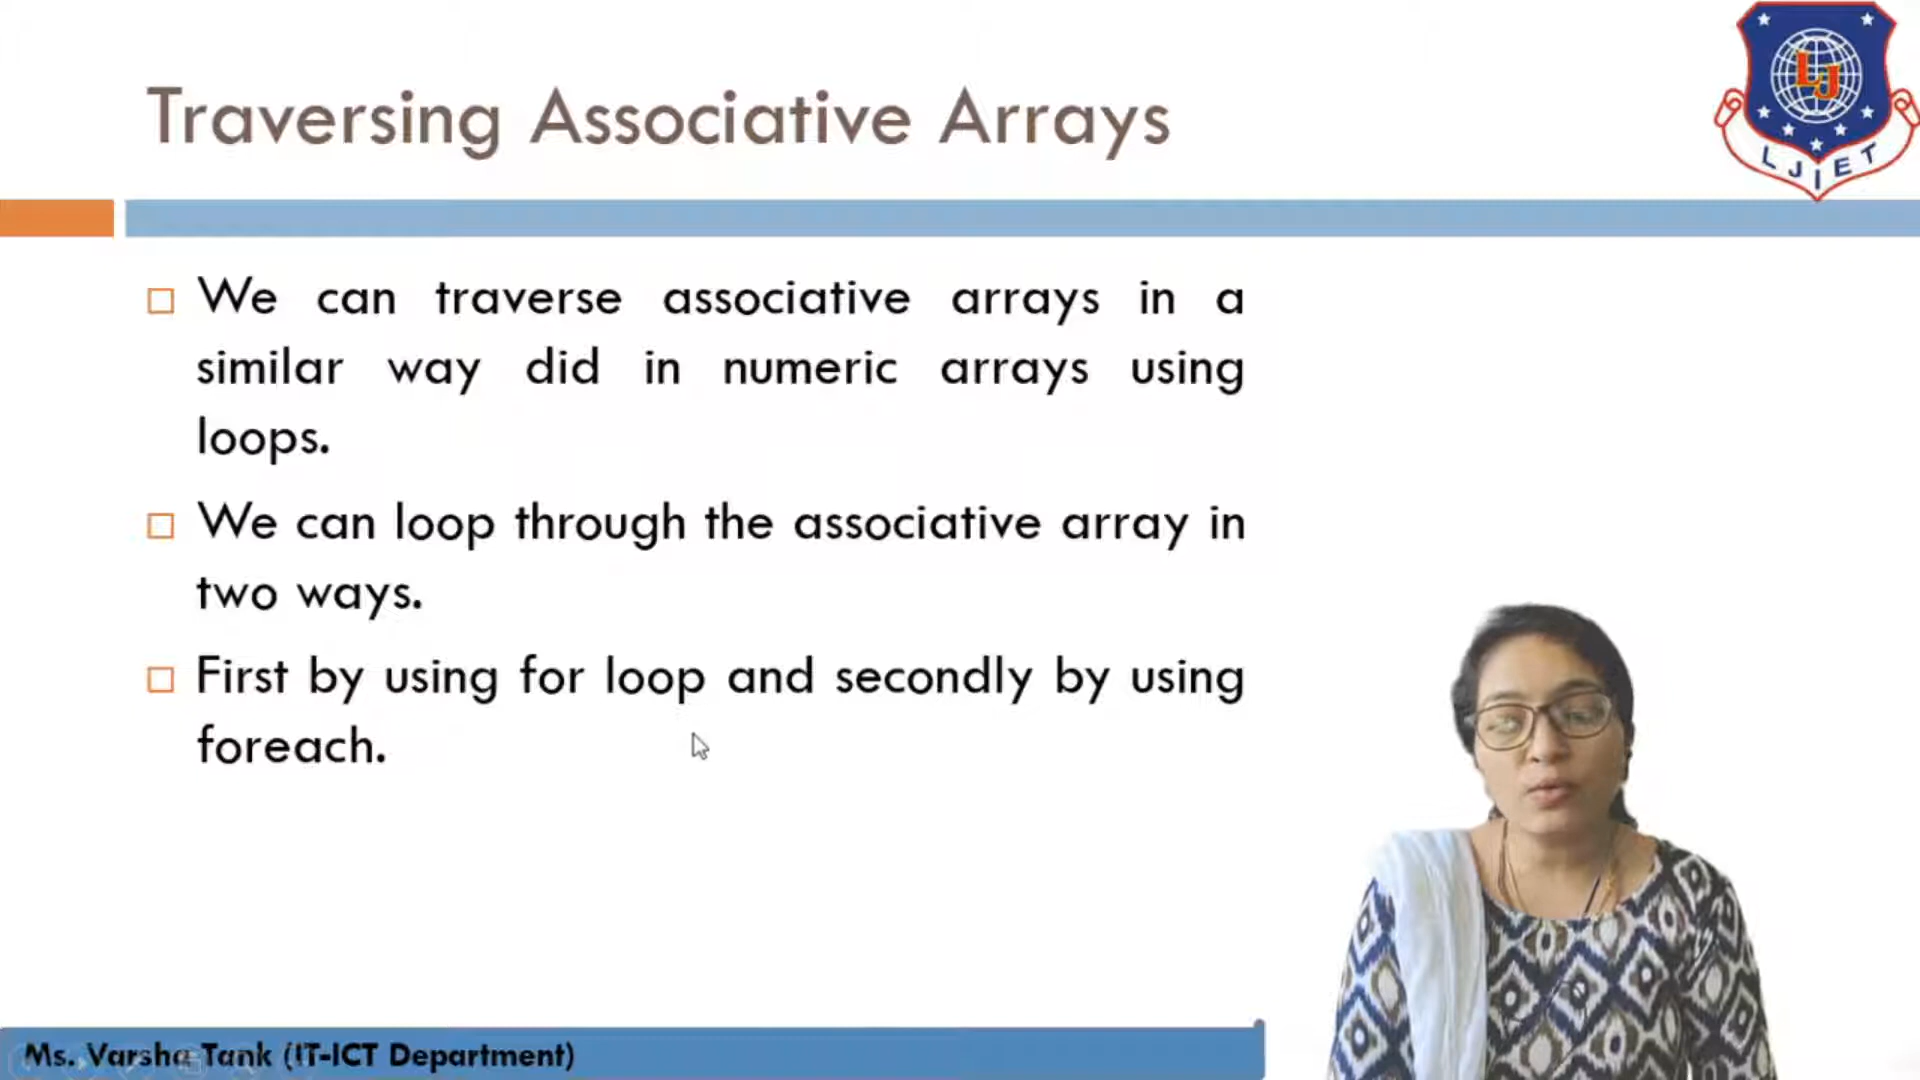 Traversing Associative Arrays
LJ
LJIET
We can traverse associative arrays in a
similar way did in numeric arrays using
loops.
We can loop through the associative array in
two ways.
First by using for loop and secondly by using
foreach.
Ms. Varsha Tank (IT-ICT Department)